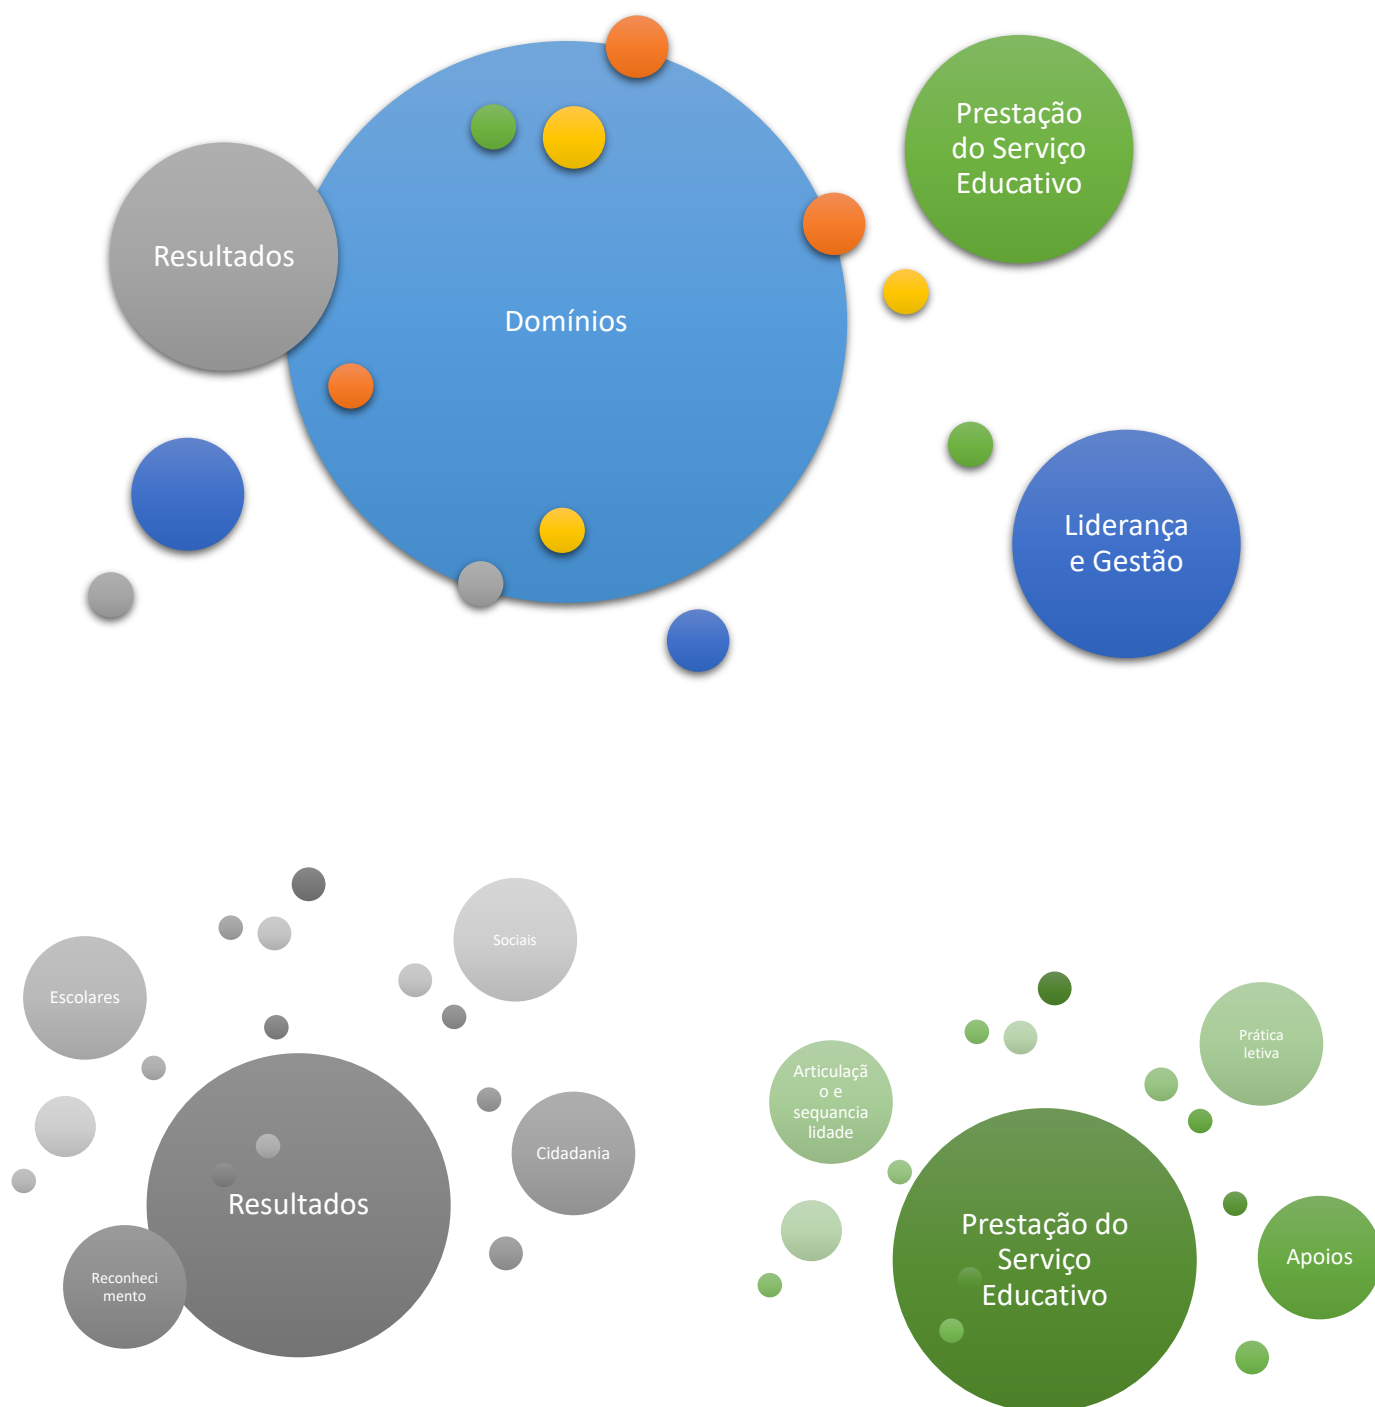 Prestação
do Serviço
Educativo
Resultados
Domínios
Liderança
e Gestão
Sociais
Escolares
Cidadania
Resultados
Reconheci
mento
Prática
letiva
Articulaçã
o e
sequancia
lidade
Prestação do
Serviço
Educativo
Apoios